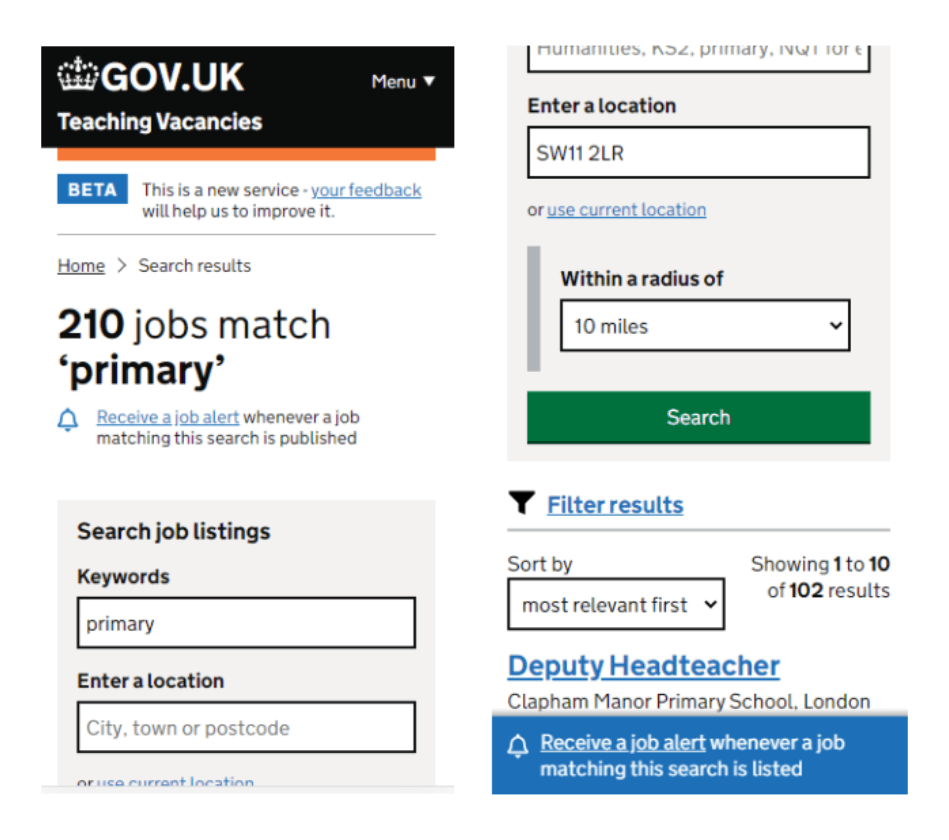 GOV.UK
Menu ▼
Teaching Vacancies
BETA This is a new service - your feedback
will help us to improve it.
Home > Search results
210 jobs match
‘primary’
Receive a job alert whenever a job
matching this search is published
Search job listings
Keywords
primary
Enter a location
City, town or postcode
or use current location
Humanities, KS2, primary, NQT for
Enter a location
SW11 2LR
or use current location
Within a radius of
10 miles
Search
Filter results
Sort by
most relevant first
Showing 1 to 10
of 102 results
Deputy Headteacher
Clapham Manor Primary School, London
Receive a job alert whenever a job
matching this search is listed